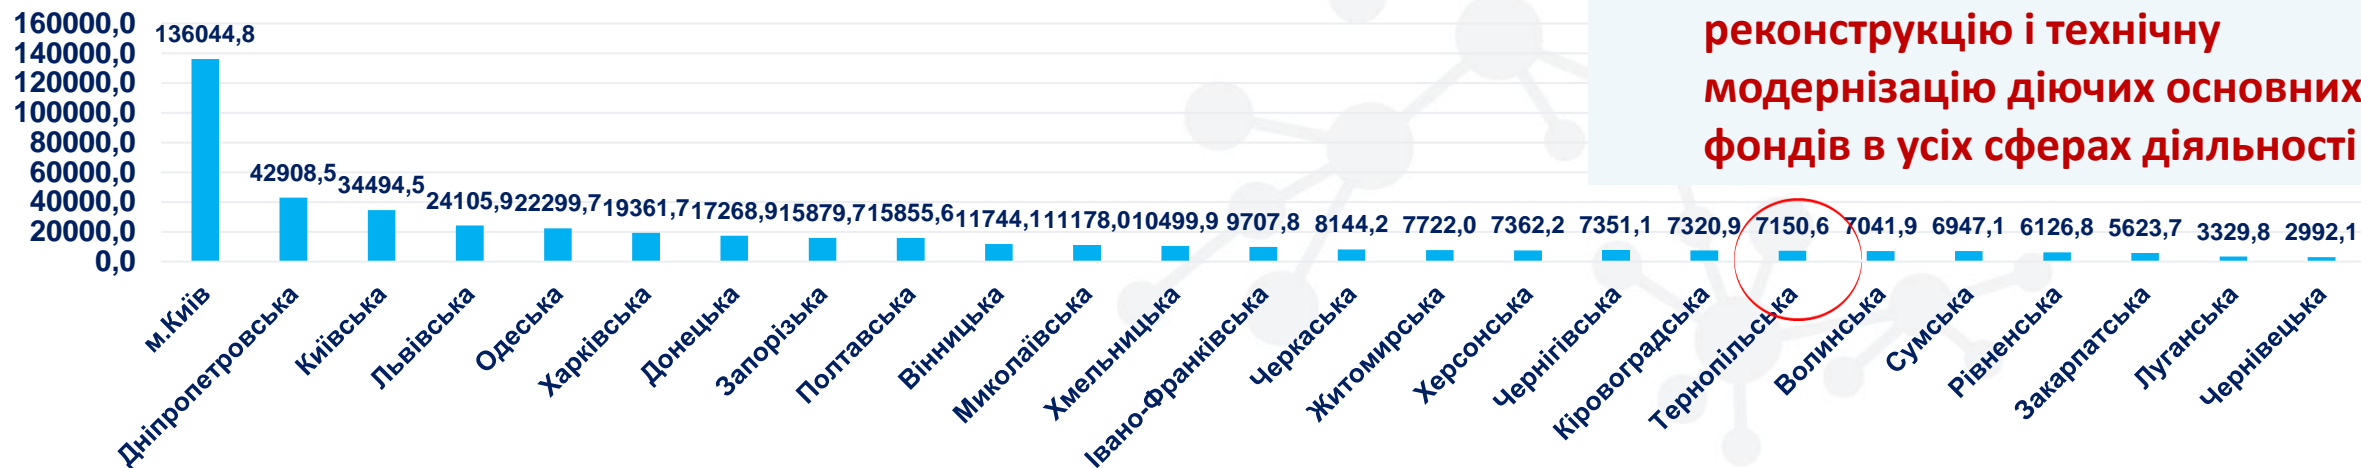 реконструкцію і технічну
модернізацію діючих основних
фондів в усіх сферах діяльності
160000,0
140000,0
120000,0
100000,0
80000,0
60000,0
40000,0
20000,0
0,0
136044,8
42908,5
34494,5
24105,9
22299,7
19361,7
17268,9
15879,7
15855,6
11744,1
11178,0
10499,9
9707,8
8144,2
7722,0
7362,2
7351,1
7320,9
7150,6
7041,9
6947,1
6126,8
5623,7
3329,8
2992,1
м.Київ
Дніпропетровська
Київська
Львівська
Одеська
Харківська
Донецька
Запорізька
Полтавська
Вінницька
Миколаївська
Хмельницька
Івано-Франківська
Черкаська
Житомирська
Херсонська
Чернігівська
Кіровоградська
Тернопільська
Волинська
Сумська
Рівненська
Закарпатська
Луганська
Чернівецька